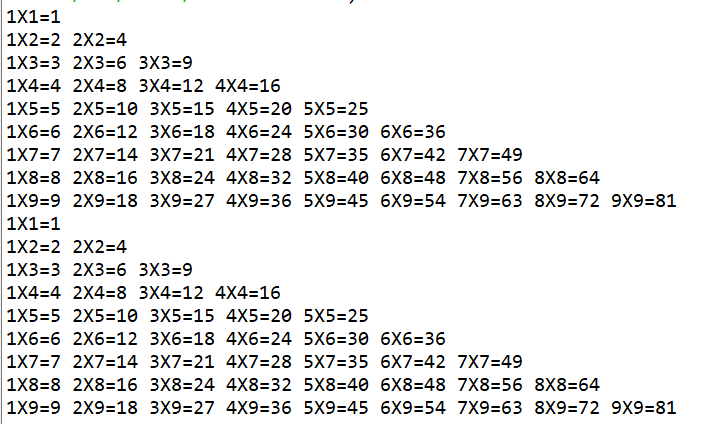 1X1=1
1X2=2 2X2=4
1X3=3 2X3=6 3X3=9
1X4=4 2X4=8 3X4=12 4X4=16
1X5=5 2X5=10 3X5=15 4X5=20 5X5=25
1X6=6 2X6=12 3X6=18 4X6=24 5X6=30 6X6=36
1X7=7 2X7=14 3X7=21 4X7=28 5X7=35 6X7=42 7X7=49
1X8=8 2X8=16 3X8=24 4X8=32 5X8=40 6X8=48 7X8=56 8X8=64
1X9=9 2X9=18 3X9=27 4X9=36 5X9=45 6X9=54 7X9=63 8X9=72 9X9=81
1X1=1
1X2=2 2X2=4
1X3=3 2X3=6 3X3=9
1X4=4 2X4=8 3X4=12 4X4=16
1X5=5 2X5=10 3X5=15 4X5=20 5X5=25
1X6=6 2X6=12 3X6=18 4X6=24 5X6=30 6X6=36
1X7=7 2X7=14 3X7=21 4X7=28 5X7=35 6X7=42 7X7=49
1X8=8 2X8=16 3X8=24 4X8=32 5X8=40 6X8=48 7X8=56 8X8=64
1X9=9 2X9=18 3X9=27 4X9=36 5X9=45 6X9=54 7X9=63 8X9=72 9X9=81